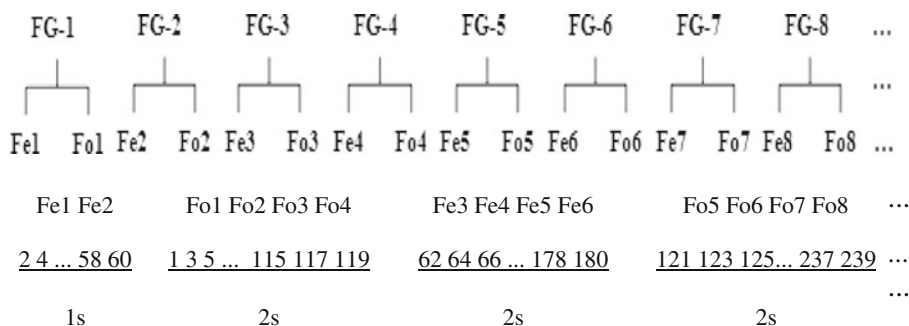 FG-1 FG-2 FG-3 FG-4 FG-5 FG-6 FG-7 FG-8 ...
...
Fe1 Fo1 Fe2 Fo2 Fe3 Fo3 Fe4 Fo4 Fe5 Fo5 Fe6 Fo6 Fe7 Fo7 Fe8 Fo8 ...
Fe1 Fe2 Fo1 Fo2 Fo3 Fo4 Fe3 Fe4 Fe5 Fe6 Fo5 Fo6 Fo7 Fo8 ...
2 4 ... 58 60 1 3 5 ... 115 117 119 62 64 66 ... 178 180 121 123 125... 237 239 ...
...
1s 2s 2s 2s